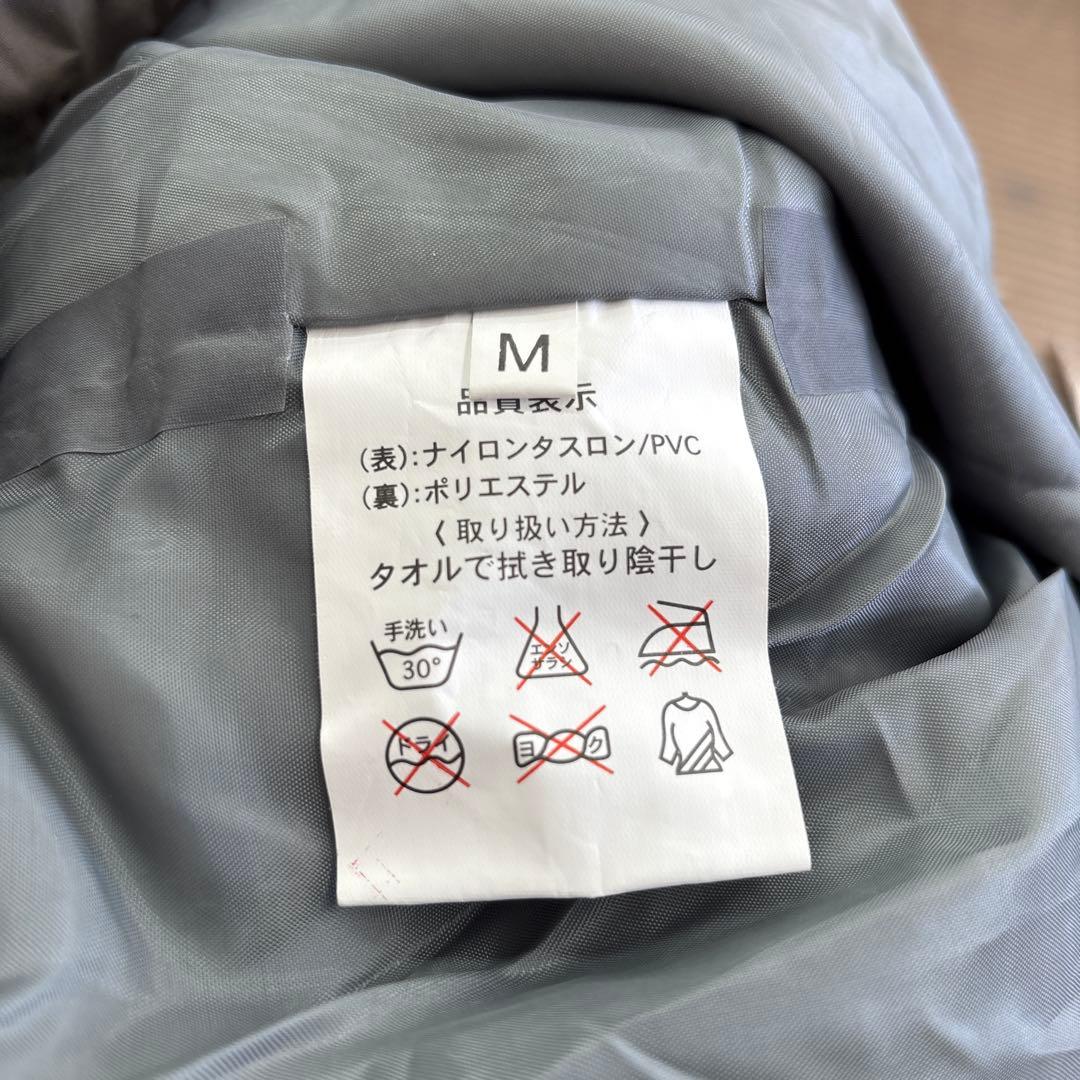 M
品質表示
(表):ナイロンタスロン/PVC
(裏):ポリエステル
〈 取り扱い方法 〉
タオルで拭き取り陰干し
手洗い
30°
エンソ
サラシ
ドライ
ヨ ク